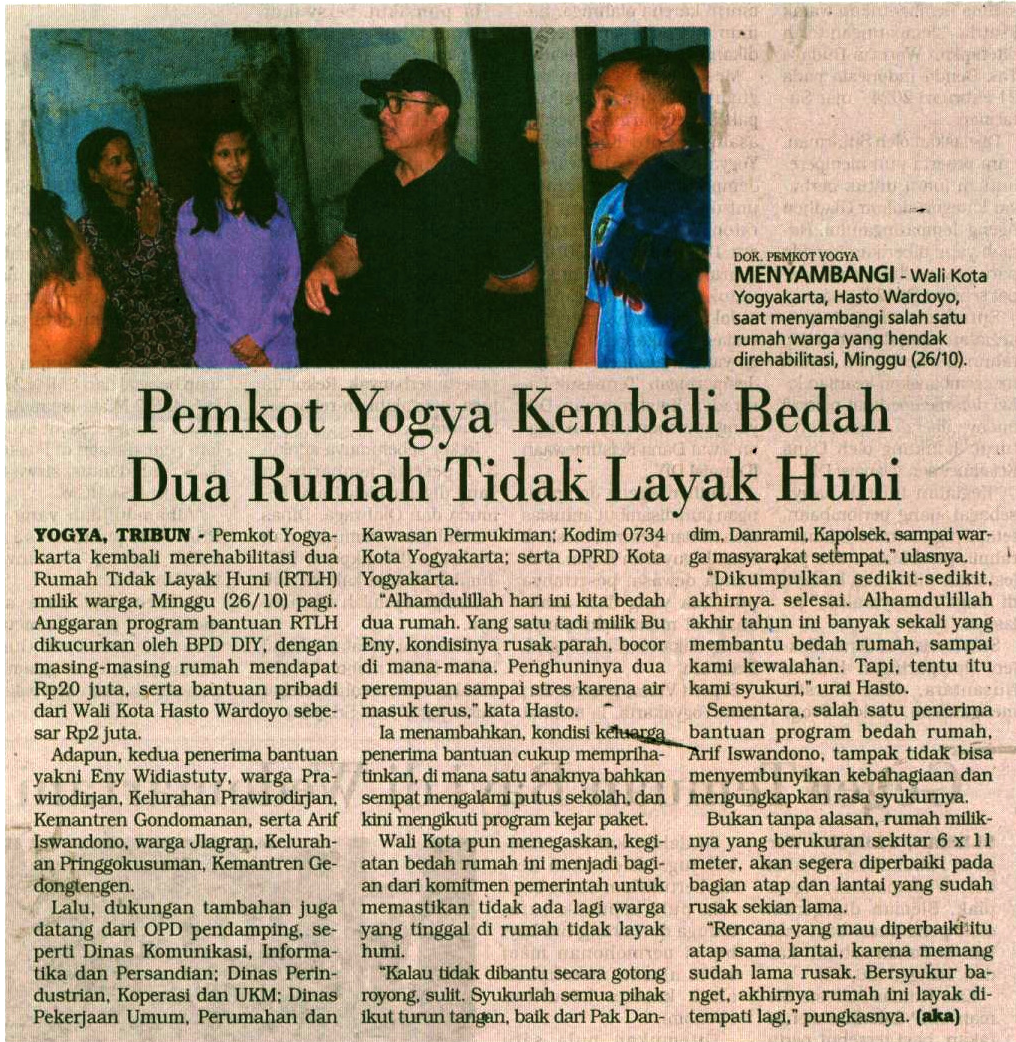 DOK. PEMKOT YOGYA
MENYAMBANGI - Wali Kota
Yogyakarta, Hasto Wardoyo,
saat menyambangi salah satu
rumah warga yang hendak
direhabilitasi, Minggu (26/10).
Pemkot Yogya Kembali Bedah
Dua Rumah Tidak Layak Huni
YOGYA, TRIBUN - Pemkot Yogya-
karta kembali merehabilitasi dua
Rumah Tidak Layak Huni (RTLH)
milik warga, Minggu (26/10) pagi.
Anggaran program bantuan RTLH
dikucurkan oleh BPD DIY, dengan
masing-masing rumah mendapat
Rp20 juta, serta bantuan pribadi
dari Wali Kota Hasto Wardoyo sebe-
sar Rp2 juta.
Adapun, kedua penerima bantuan
yakni Eny Widiastuty, warga Pra-
wirodirjan, Kelurahan Prawirodirjan,
Kemantren Gondomanan, serta Arif
Iswandono, warga Jlagran, Kelurah-
an Pringgokusuman, Kemantren Ge-
dongtengen.
Lalu, dukungan tambahan juga
datang dari OPD pendamping, se-
perti Dinas Komunikasi, Informa-
tika dan Persandian; Dinas Perin-
dustrian, Koperasi dan UKM; Dinas
Pekerjaan Umum, Perumahan dan
Kawasan Permukiman; Kodim 0734
Kota Yogyakarta; serta DPRD Kota
Yogyakarta.
"Alhamdulillah hari ini kita bedah
dua rumah. Yang satu tadi milik Bu
Eny, kondisinya rusak parah, bocor
di mana-mana. Penghuninya dua
perempuan sampai stres karena air
masuk terus," kata Hasto.
Ia menambahkan, kondisi keluarga
penerima bantuan cukup mempriha-
tinkan, di mana satu anaknya bahkan
sempat mengalami putus sekolah, dan
kini mengikuti program kejar paket.
Wali Kota pun menegaskan, kegi-
atan bedah rumah ini menjadi bagi-
an dari komitmen pemerintah untuk
memastikan tidak ada lagi warga
yang tinggal di rumah tidak layak
huni.
"Kalau tidak dibantu secara gotong
royong, sulit. Syukurlah semua pihak
ikut turun tangan, baik dari Pak Dan-
dim, Danramil, Kapolsek, sampai war-
ga masyarakat setempat," ulasnya.
"Dikumpulkan sedikit-sedikit,
akhirnya selesai. Alhamdulillah
akhir tahun ini banyak sekali yang
membantu bedah rumah, sampai
kami kewalahan. Tapi, tentu itu
kami syukuri," urai Hasto.
Sementara, salah satu penerima
bantuan program bedah rumah,
Arif Iswandono, tampak tidak bisa
menyembunyikan kebahagiaan dan
mengungkapkan rasa syukurnya.
Bukan tanpa alasan, rumah milik-
nya yang berukuran sekitar 6 x 11
meter, akan segera diperbaiki pada
bagian atap dan lantai yang sudah
rusak sekian lama.
"Rencana yang mau diperbaiki itu
atap sama lantai, karena memang
sudah lama rusak. Bersyukur ba-
nget, akhirnya rumah ini layak di-
tempati lagi," pungkasnya. (aka)